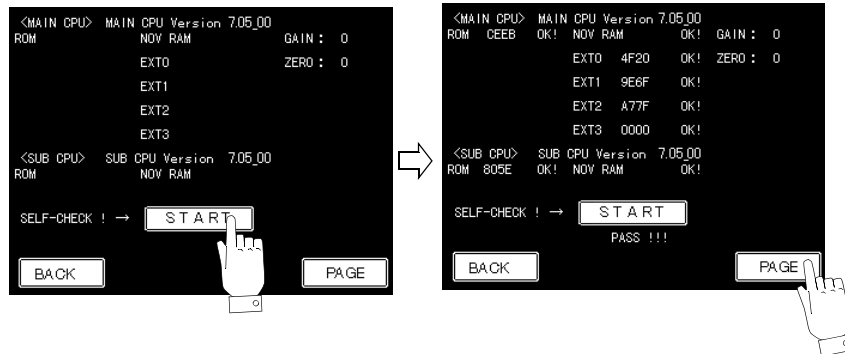 <MAIN CPU> MAIN CPU Version 7.05_00
ROM NOV RAM GAIN: 0
EXT0 ZERO: 0
EXT1
EXT2
EXT3
<SUB CPU> SUB CPU Version 7.05_00
ROM NOV RAM
SELF-CHECK ! → START
BACK PAGE
<MAIN CPU> MAIN CPU Version 7.05_00
ROM CEEB OK! NOV RAM OK! GAIN: 0
EXT0 4F20 OK! ZERO: 0
EXT1 9E6F OK!
EXT2 A77F OK!
EXT3 0000 OK!
<SUB CPU> SUB CPU Version 7.05_00
ROM 805E OK! NOV RAM OK!
SELF-CHECK ! → START
PASS !!!
BACK PAGE